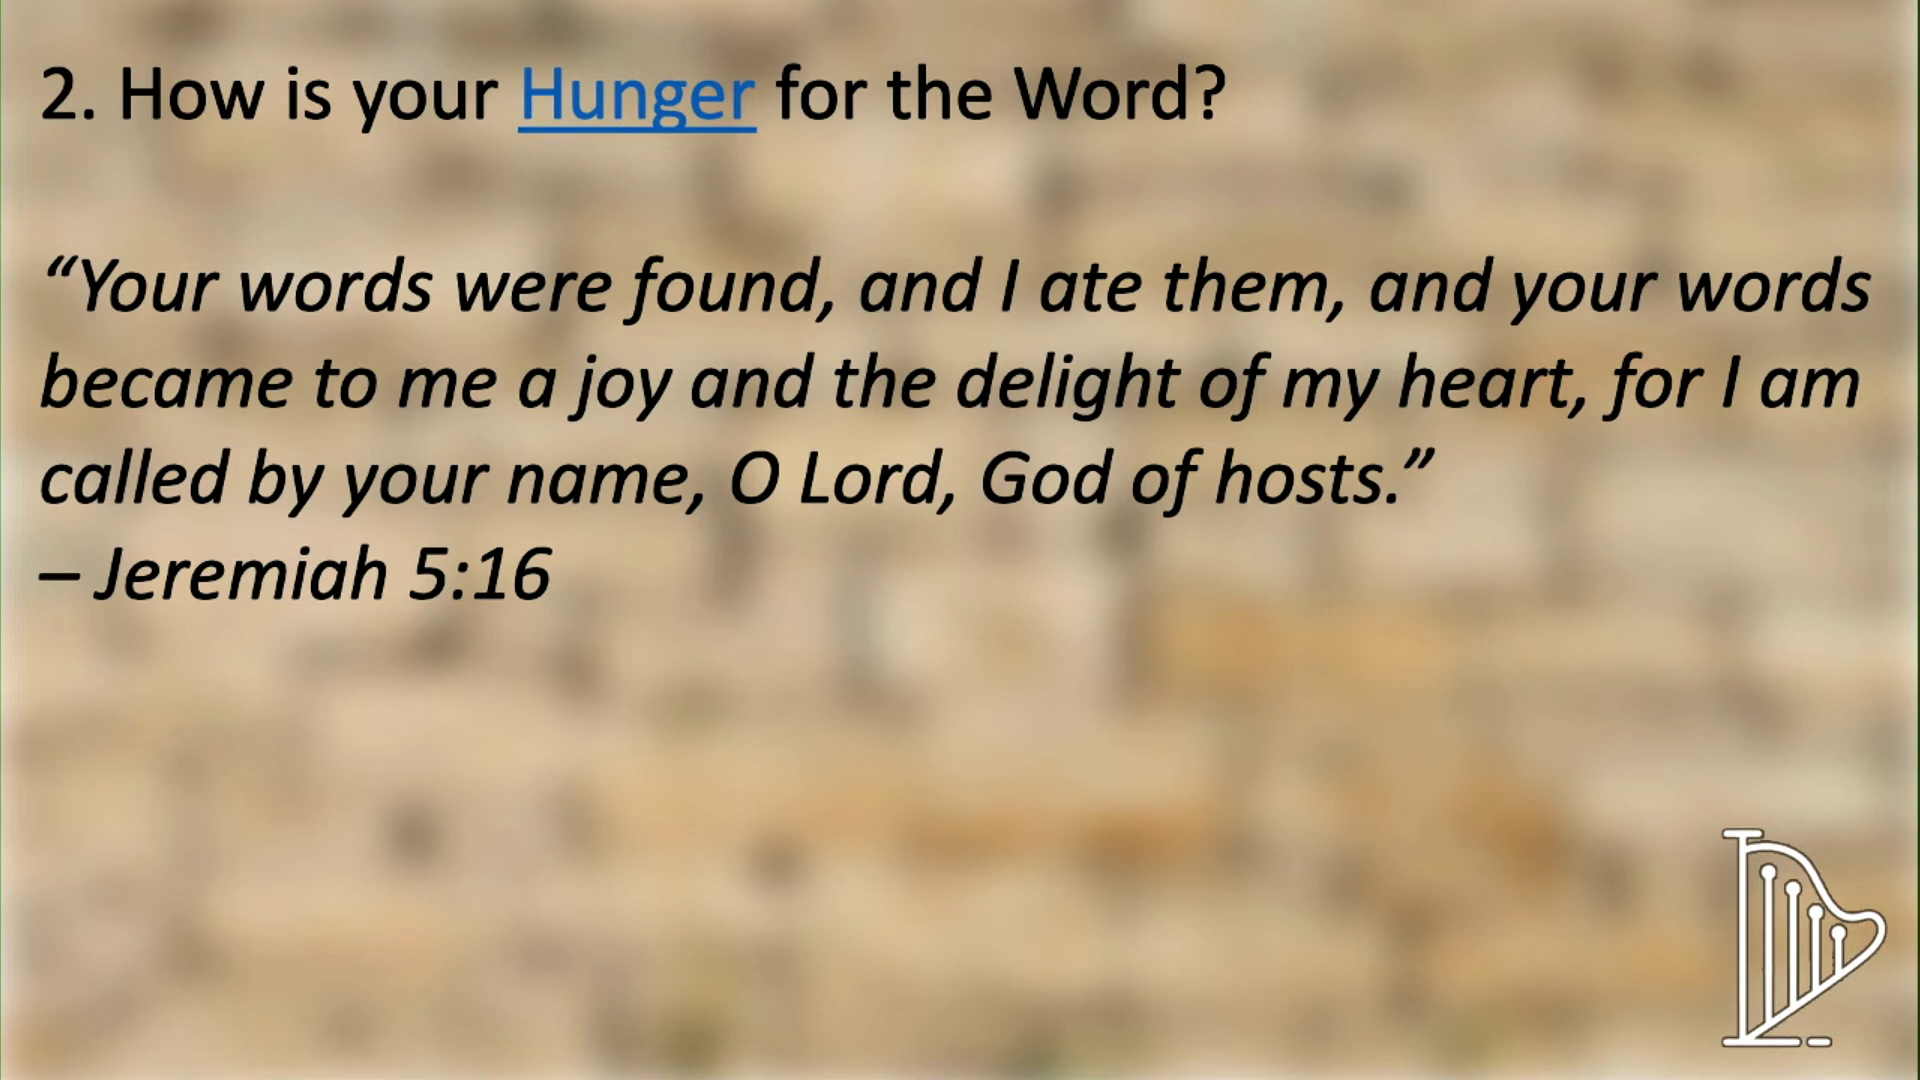 2. How is your Hunger for the Word?
“Your words were found, and I ate them, and your words
became to me a joy and the delight of my heart, for I am
called by your name, O Lord, God of hosts.”
– Jeremiah 5:16